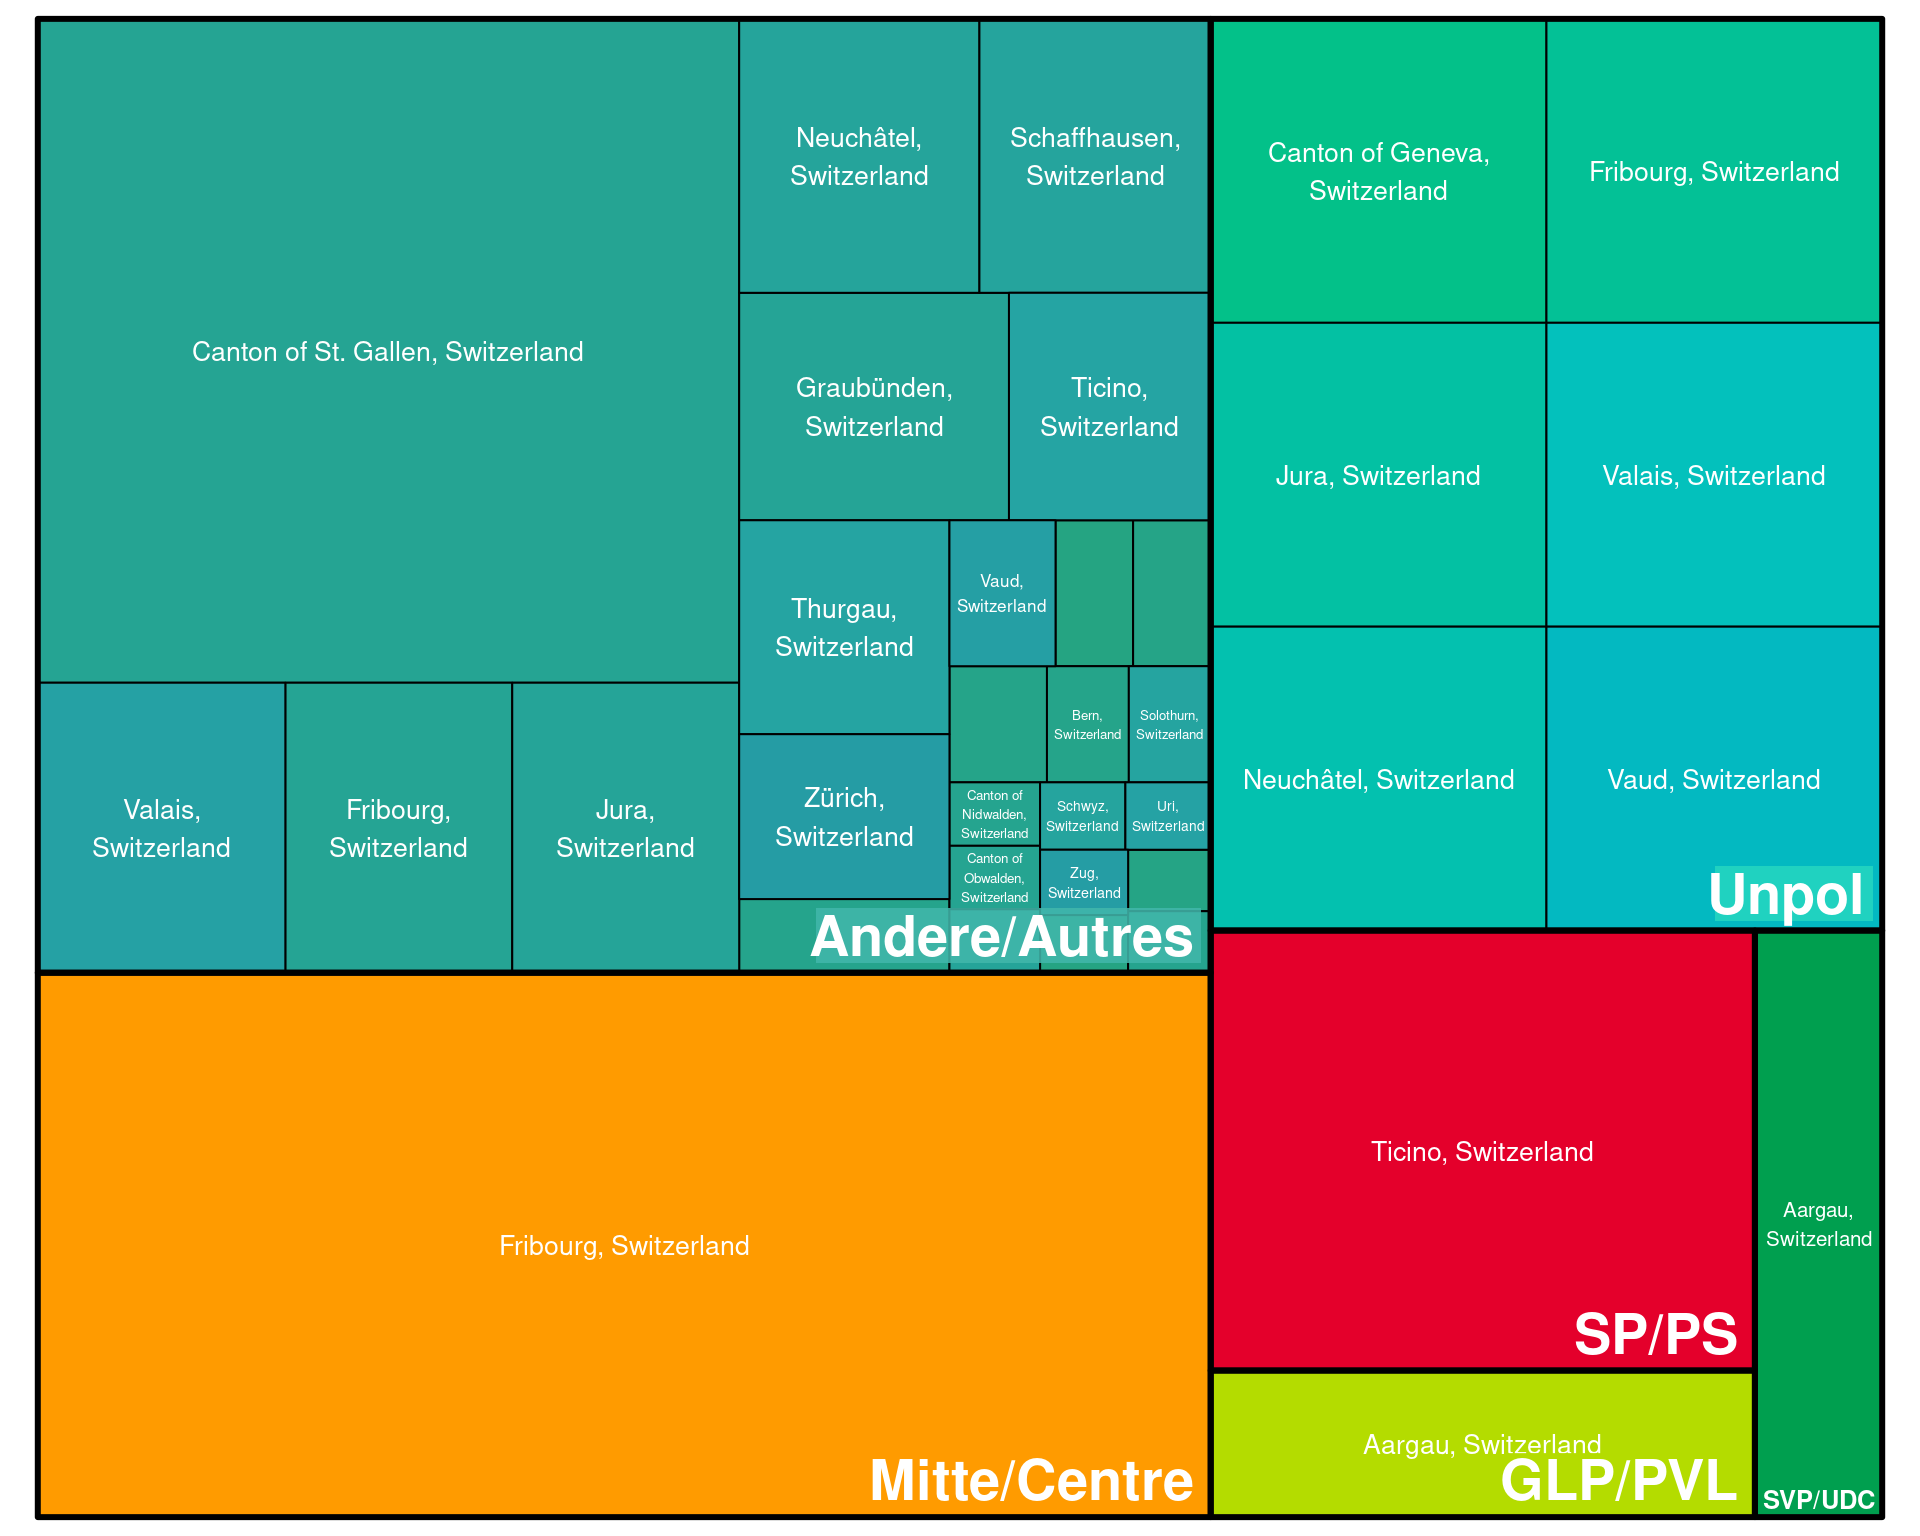 Canton of St. Gallen, Switzerland
Neuchâtel,
Switzerland
Schaffhausen,
Switzerland
Graubünden,
Switzerland
Ticino,
Switzerland
Thurgau,
Switzerland
Vaud,
Switzerland
Bern,
Switzerland
Solothurn,
Switzerland
Valais,
Switzerland
Fribourg,
Switzerland
Jura,
Switzerland
Zürich,
Switzerland
Canton of
Nidwalden,
Switzerland
Schwyz,
Switzerland
Uri,
Switzerland
Canton of
Obwalden,
Switzerland
Zug,
Switzerland
Andere/Autres
Canton of Geneva,
Switzerland
Fribourg, Switzerland
Jura, Switzerland
Valais, Switzerland
Neuchâtel, Switzerland
Vaud, Switzerland
Unpol
Fribourg, Switzerland
Mitte/Centre
Ticino, Switzerland
SP/PS
Aargau, Switzerland
GLP/PVL
Aargau,
Switzerland
SVP/UDC